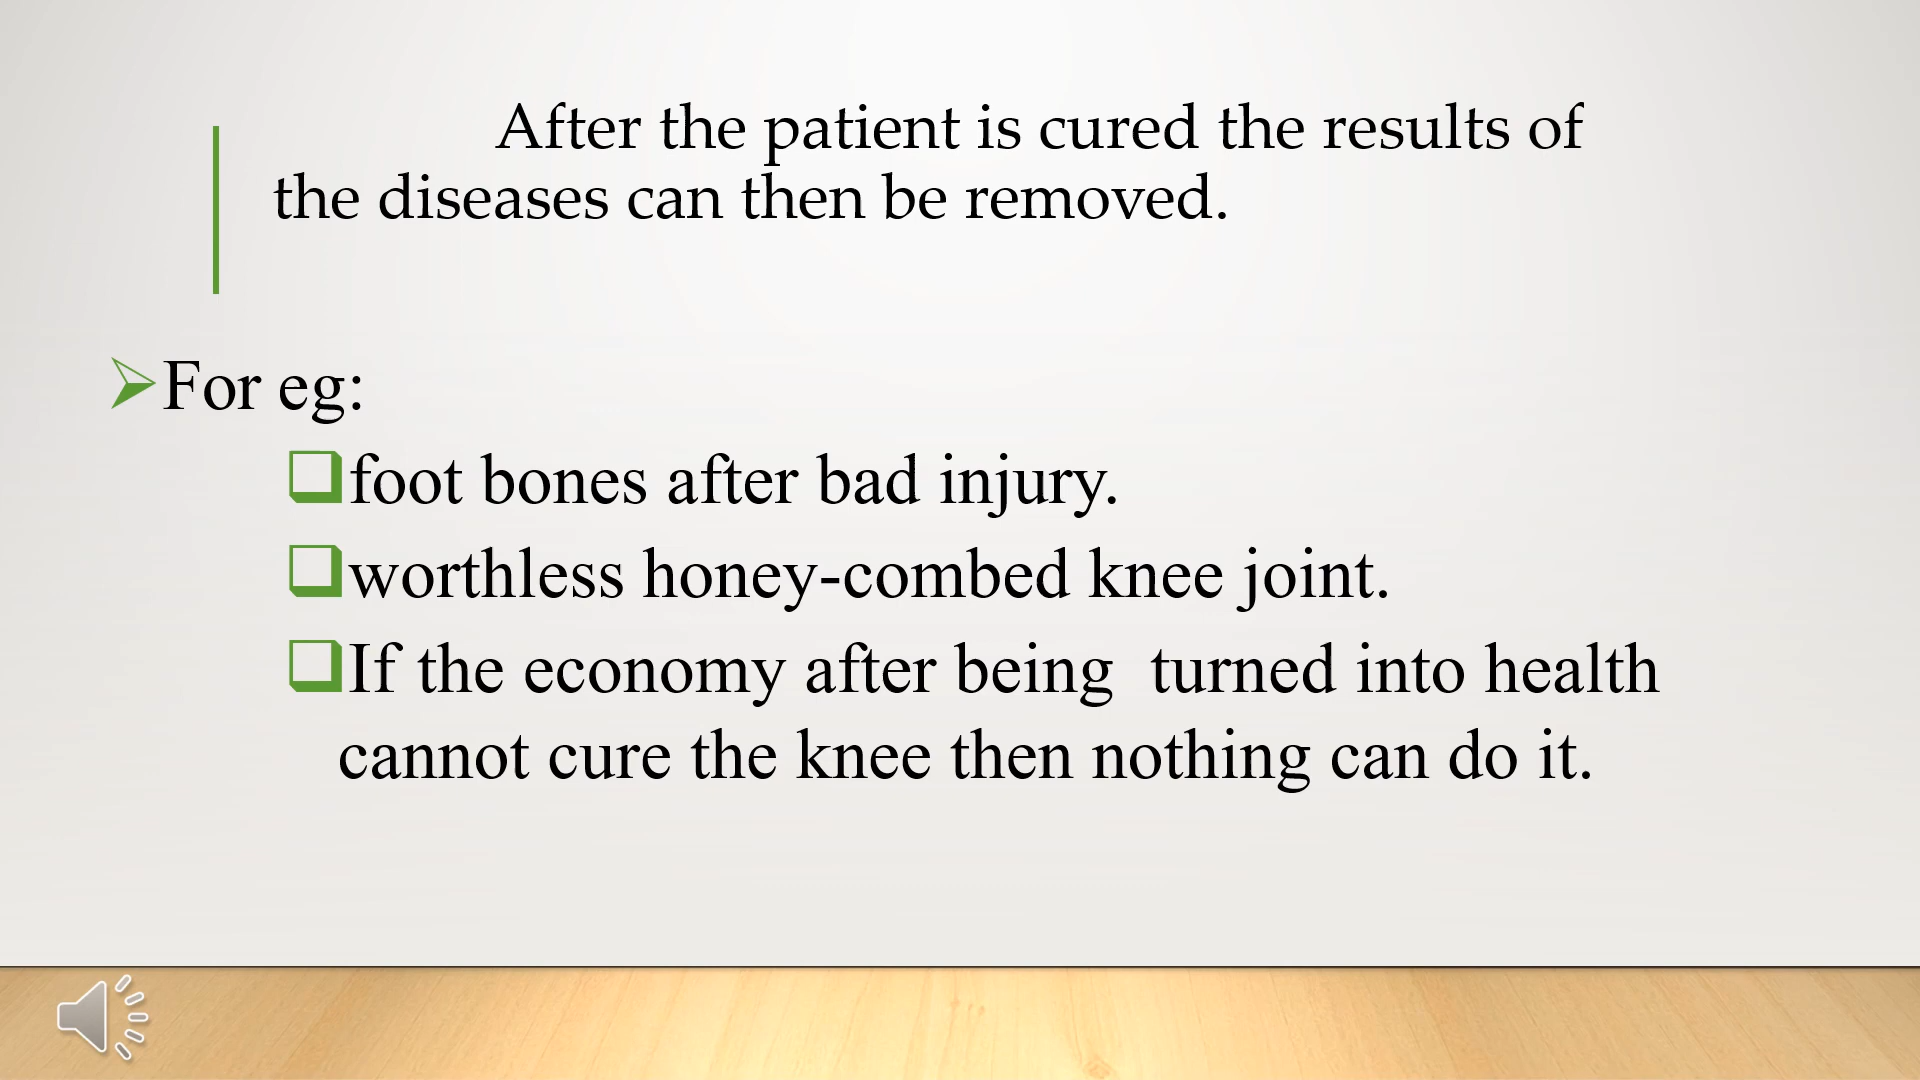 After the patient is cured the results of
the diseases can then be removed.
For eg:
foot bones after bad injury.
worthless honey-combed knee joint.
If the economy after being  turned into health
cannot cure the knee then nothing can do it.